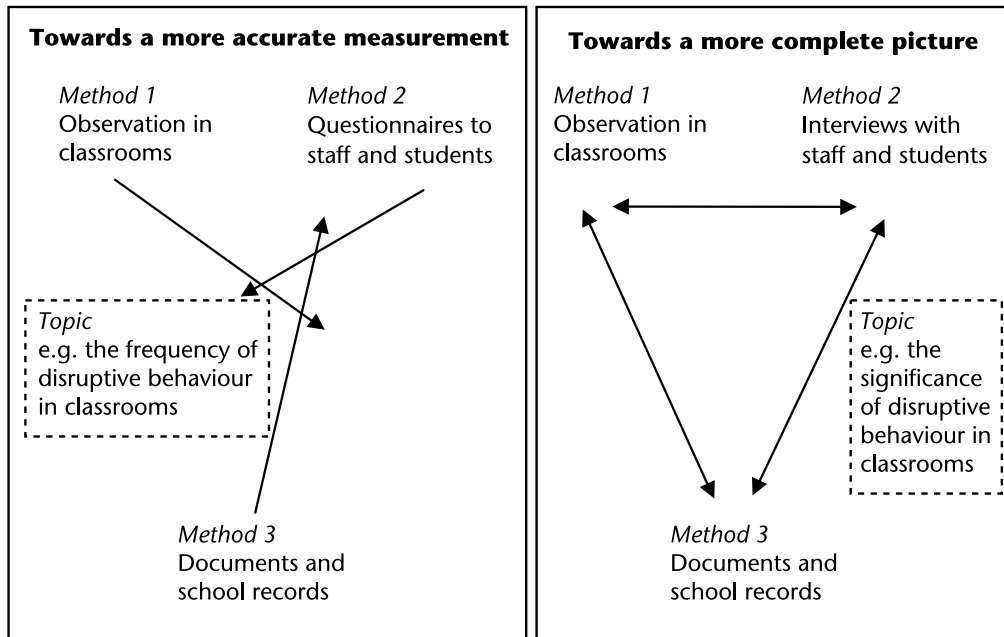 Towards a more accurate measurement
Method 1
Observation in
classrooms
Method 2
Questionnaires to
staff and students
Topic
e.g. the frequency of
disruptive behaviour
in classrooms
Method 3
Documents and
school records
Towards a more complete picture
Method 1
Observation in
classrooms
Method 2
Interviews with
staff and students
Topic
e.g. the
significance
of disruptive
behaviour in
classrooms
Method 3
Documents and
school records